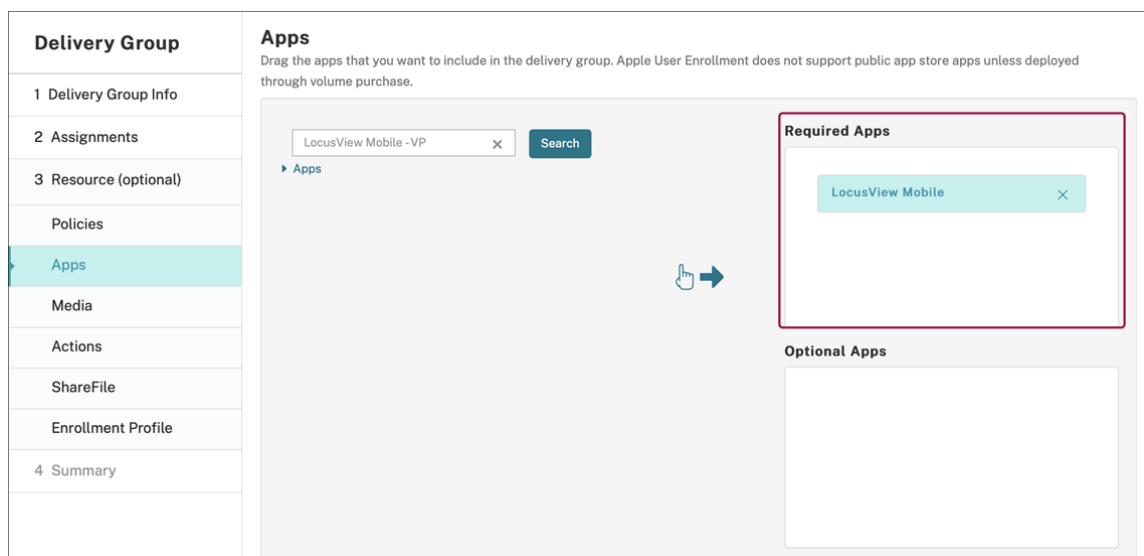 Delivery Group
1 Delivery Group Info
2 Assignments
3 Resource (optional)
Policies
Apps
Media
Actions
ShareFile
Enrollment Profile
4 Summary
Apps
Drag the apps that you want to include in the delivery group. Apple User Enrollment does not support public app store apps unless deployed
through volume purchase.
LocusView Mobile - VP
Search
Apps
Required Apps
LocusView Mobile
Optional Apps